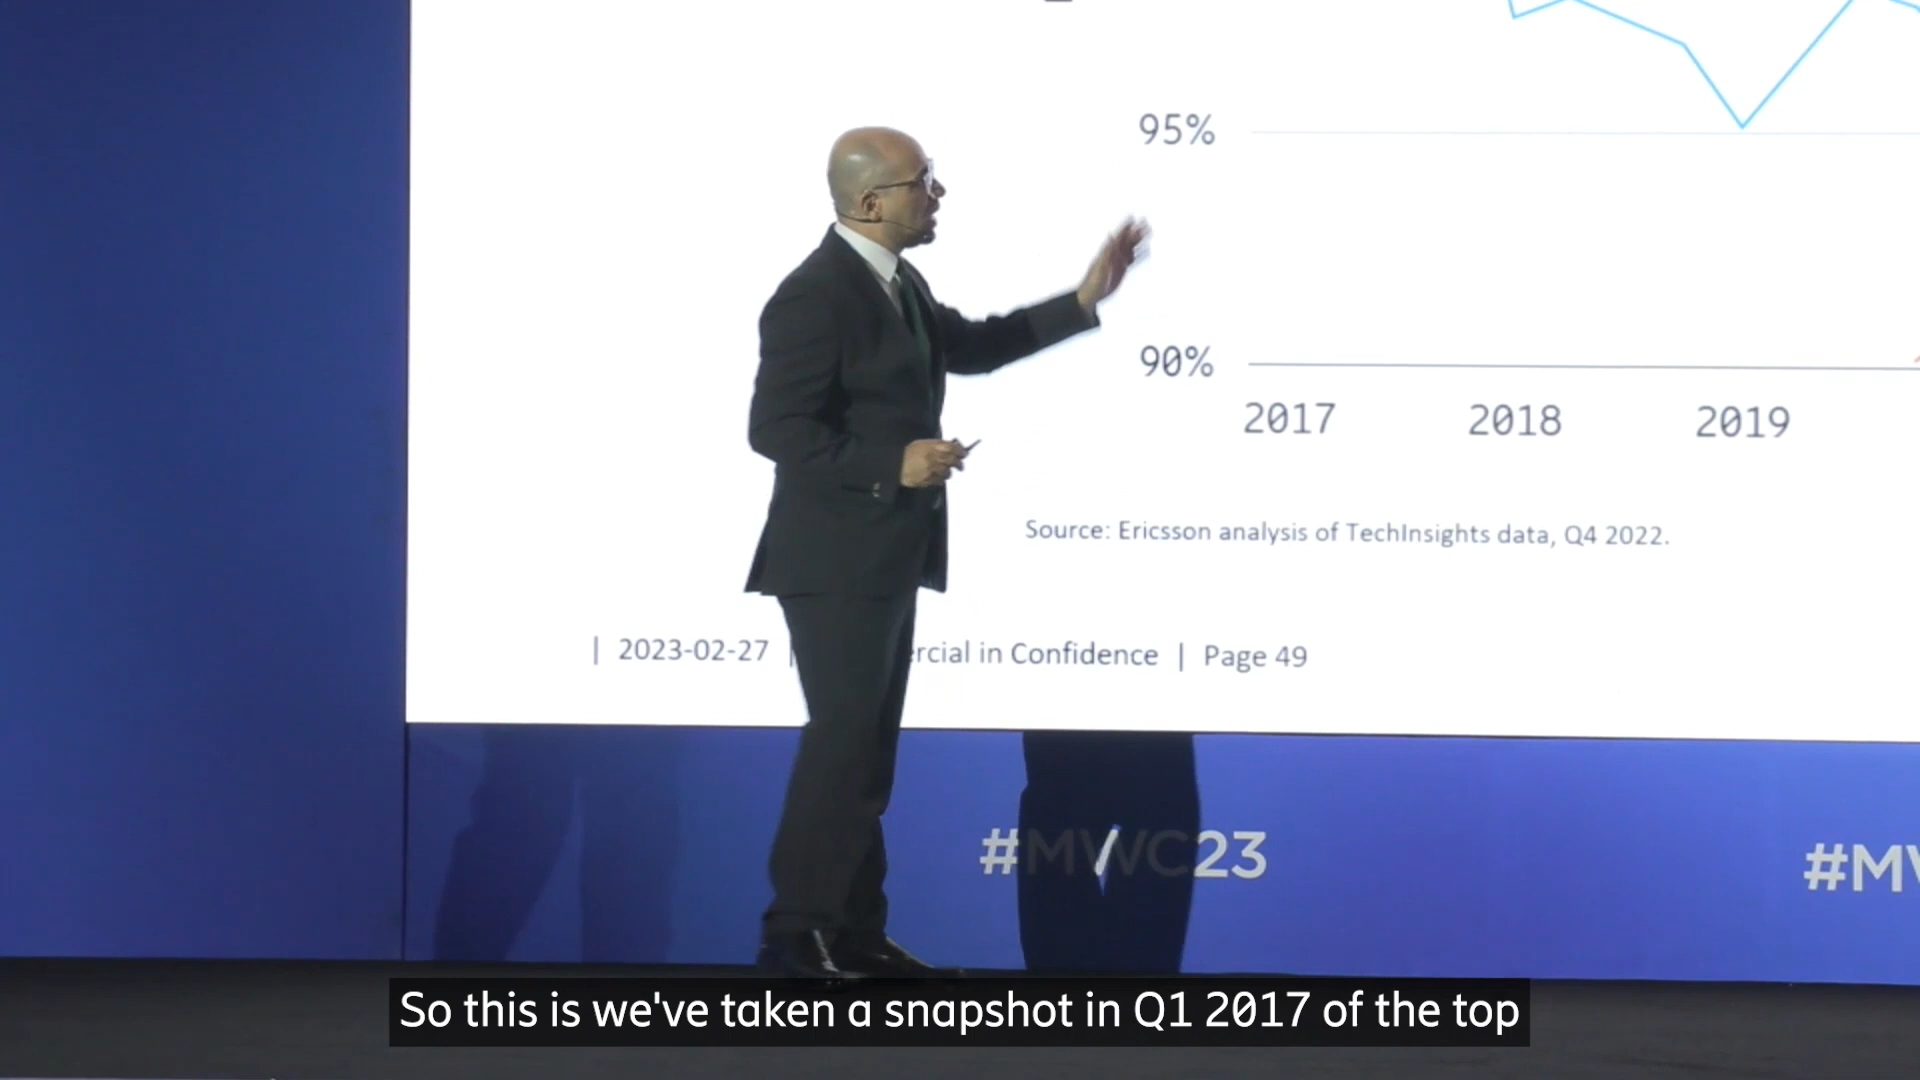 95%
90%
2017 2018 2019
Source: Ericsson analysis of TechInsights data, Q4 2022.
| 2023-02-27 | rcial in Confidence | Page 49
#MWC23 #M
So this is we've taken a snapshot in Q1 2017 of the top